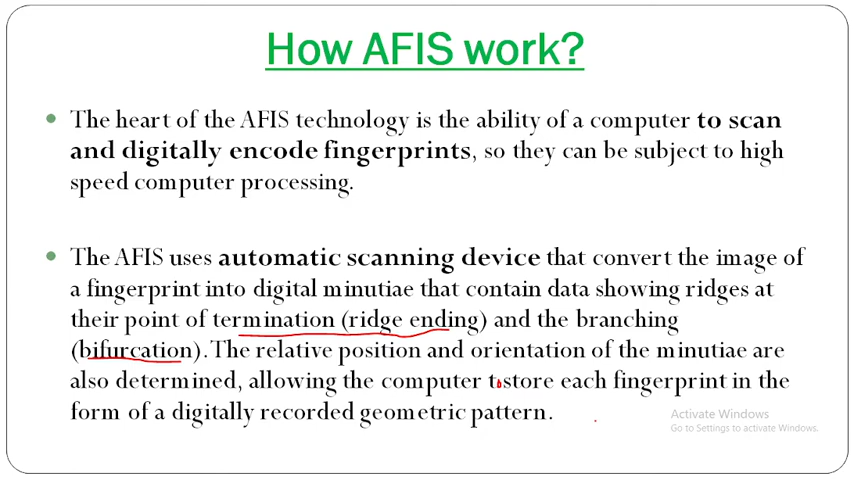 How AFIS work?
The heart of the AFIS technology is the ability of a computer to scan
and digitally encode fingerprints, so they can be subject to high
speed computer processing.
The AFIS uses automatic scanning device that convert the image of
a fingerprint into digital minutiae that contain data showing ridges at
their point of termination (ridge ending) and the branching
(bifurcation). The relative position and orientation of the minutiae are
also determined, allowing the computer to store each fingerprint in the
form of a digitally recorded geometric pattern.
Activate Windows
Go to Settings to activate Windows.